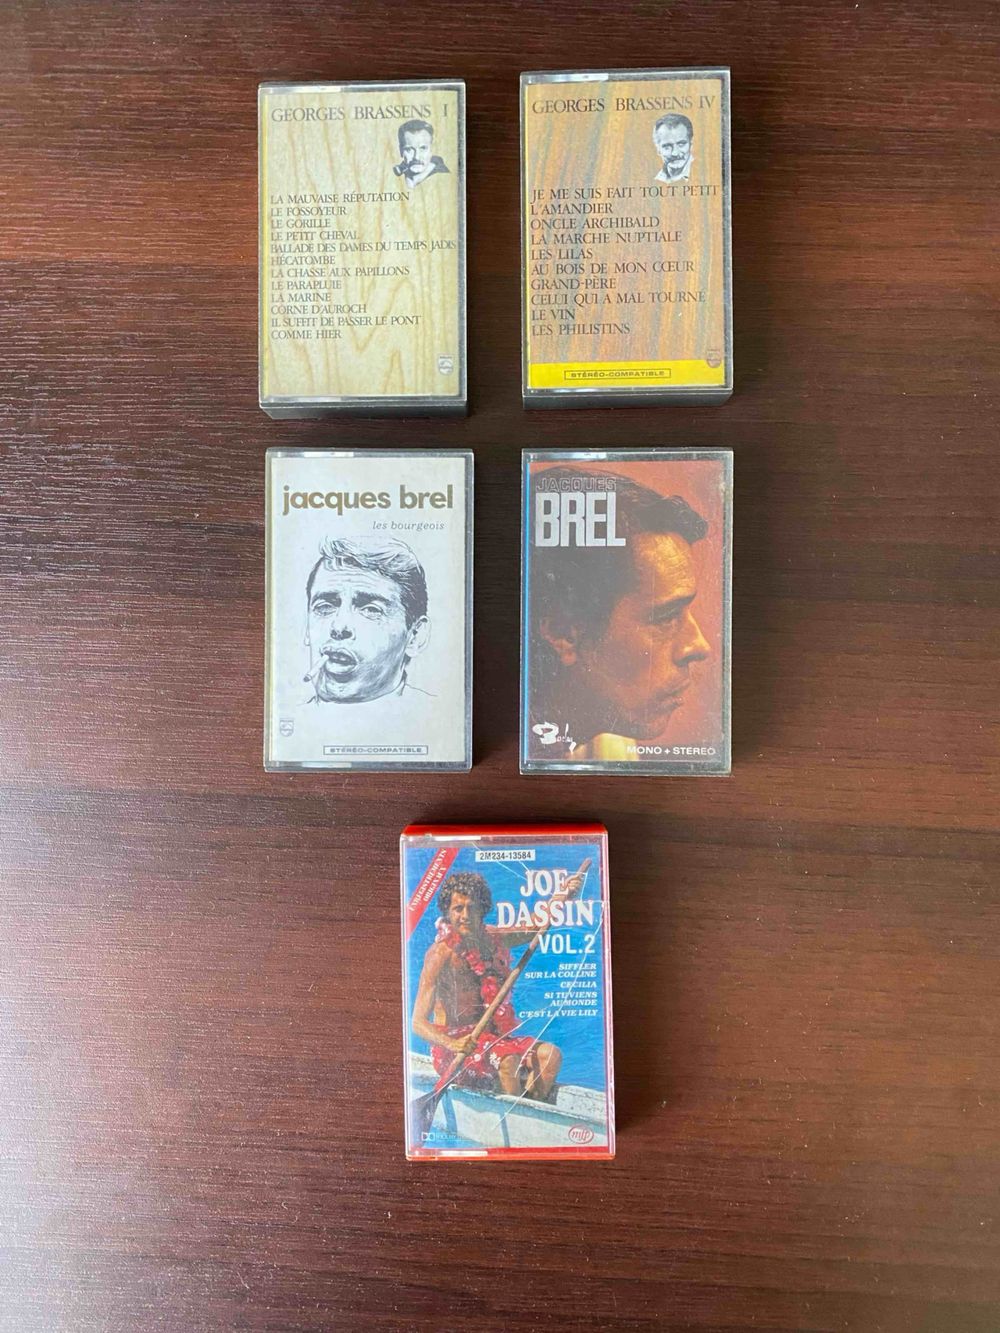 GEORGES BRASSENS I
LA MAUVAISE RÉPUTATION
LE FOSSOYEUR
LE GORILLE
LE PETIT CHEVAL
BALLADE DES DAMES DU TEMPS JADIS
HÉCATOMBE
LA CHASSE AUX PAPILLONS
LE PARAPLUIE
LA MARINE
CORNE D'AUROCH
IL SUFFIT DE PASSER LE PONT
COMME HIER
GEORGES BRASSENS IV
JE ME SUIS FAIT TOUT PETIT
L'AMANDIER
ONCLE ARCHIBALD
LA MARCHE NUPTIALE
LES LILAS
AU BOIS DE MON CŒUR
GRAND-PÈRE
CELUI QUI A MAL TOURNÉ
LE VIN
LES PHILISTINS
STÉRÉO-COMPATIBLE
jacques brel
les bourgeois
STÉRÉO-COMPATIBLE
JACQUES
BREL
MONO + STEREO
2M234-13584
ENREGISTREMENTS
ORIGINAUX
JOE
DASSIN
VOL.2
SIFFLER
SUR LA COLLINE
CECILIA
SI TU VIENS
AU MONDE
C'EST LA VIE LILY
mfp